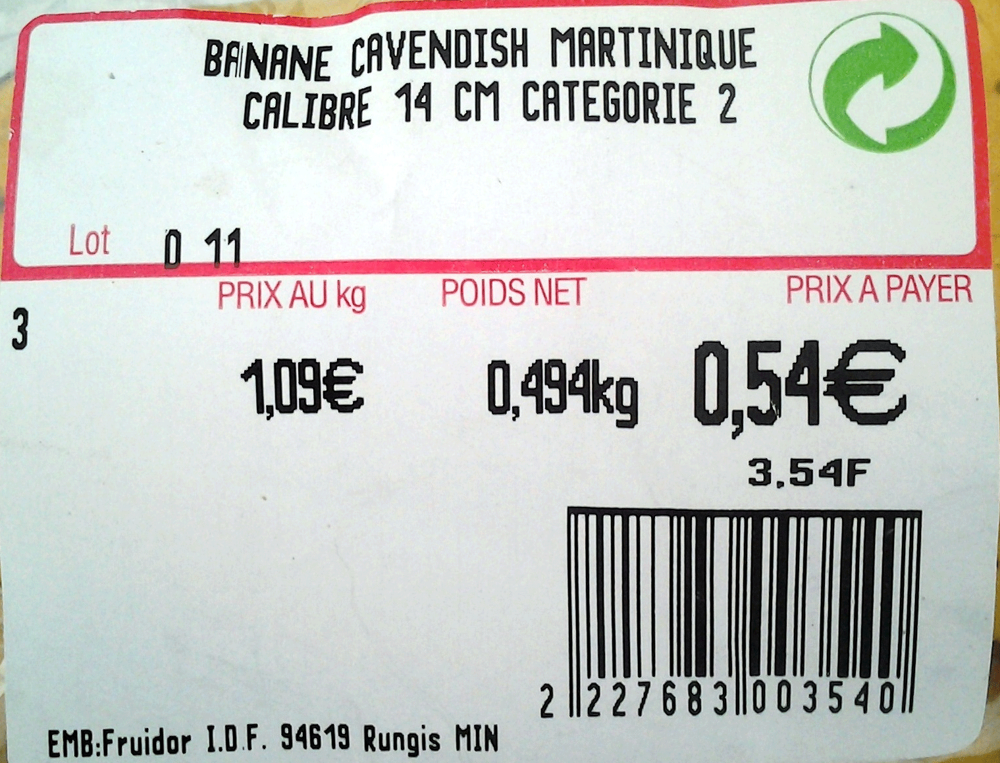 BANANE CAVENDISH MARTINIQUE
CALIBRE 14 CM CATEGORIE 2
Lot 0 11
PRIX AU kg POIDS NET PRIX A PAYER
3
1,09€ 0,494kg 0,54€
3.54F
2 227683 003540
EMB:Fruidor I.D.F. 94619 Rungis MIN